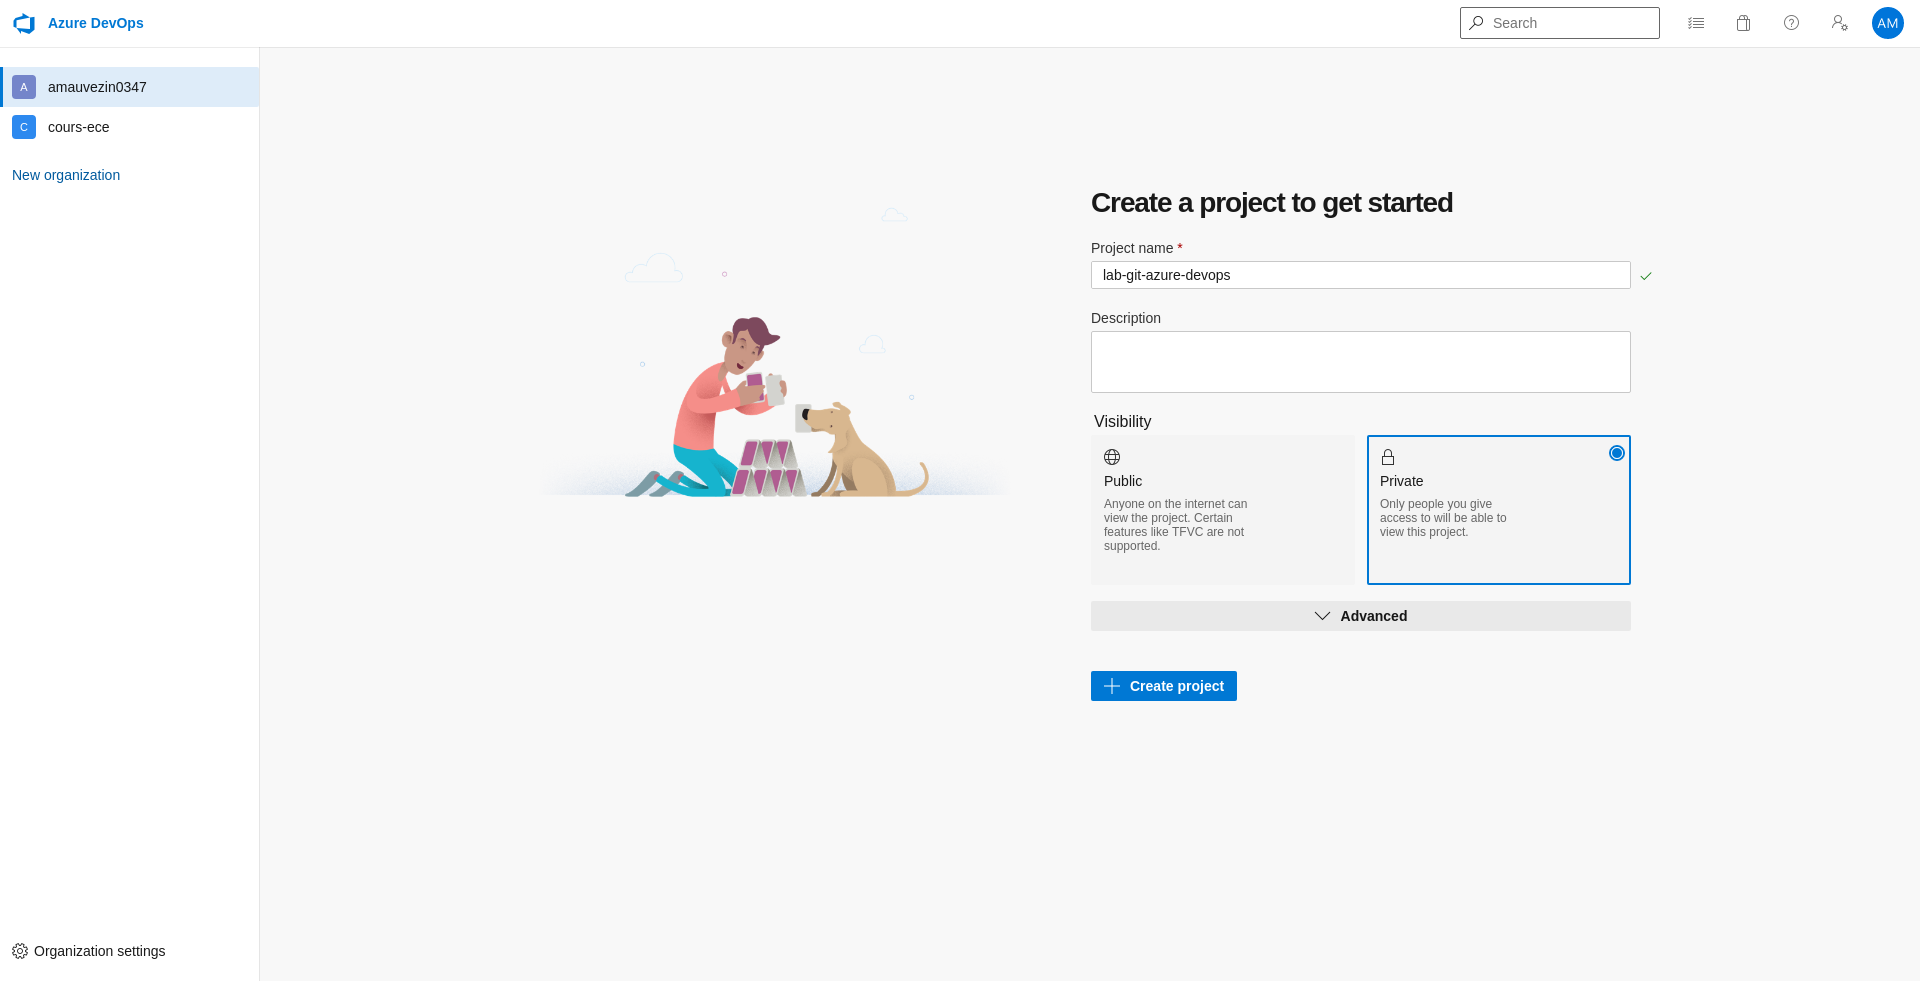 Azure DevOps
Search
AM
A amauvezin0347
C cours-ece
New organization
Create a project to get started
Project name *
lab-git-azure-devops
Description
Visibility
Public
Anyone on the internet can
view the project. Certain
features like TFVC are not
supported.
Private
Only people you give
access to will be able to
view this project.
Advanced
Create project
Organization settings